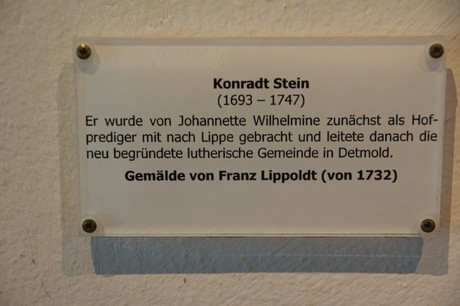 Konradt Stein
(1693 – 1747)
Er wurde von Johannette Wilhelmine zunächst als Hof-
prediger mit nach Lippe gebracht und leitete danach die
neu begründete lutherische Gemeinde in Detmold.
Gemälde von Franz Lippoldt (von 1732)